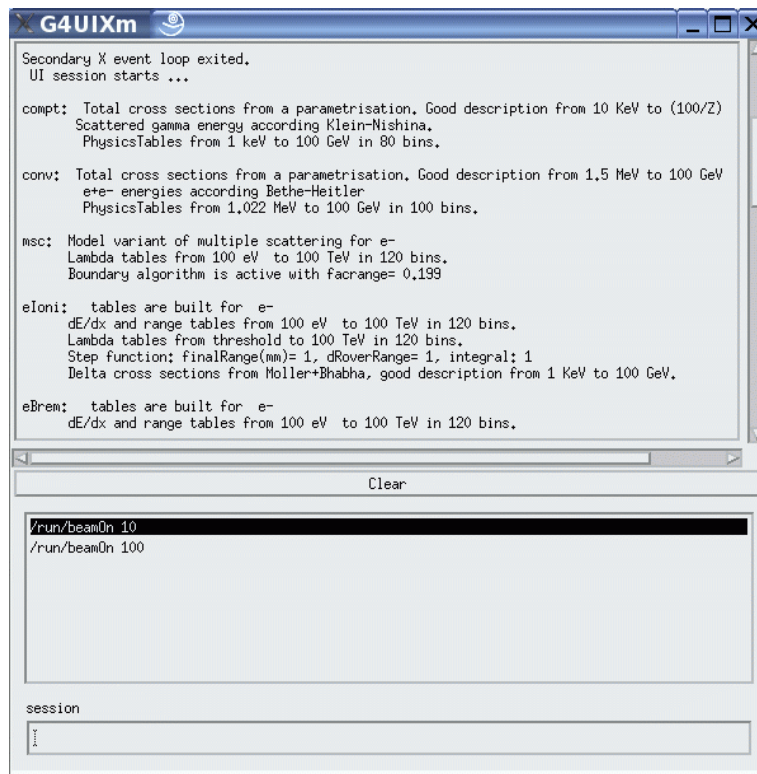 G4UIXm
Secondary X event loop exited.
UI session starts ...
compt: Total cross sections from a parametrisation. Good description from 10 KeV to (100/Z)
Scattered gamma energy according Klein-Nishina.
PhysicsTables from 1 keV to 100 GeV in 80 bins.
conv: Total cross sections from a parametrisation. Good description from 1.5 MeV to 100 GeV
e+e- energies according Bethe-Heitler
PhysicsTables from 1.022 MeV to 100 GeV in 100 bins.
msc: Model variant of multiple scattering for e-
Lambda tables from 100 eV to 100 TeV in 120 bins.
Boundary algorithm is active with facrange= 0.199
eIoni: tables are built for e-
dE/dx and range tables from 100 eV to 100 TeV in 120 bins.
Lambda tables from threshold to 100 TeV in 120 bins.
Step function: finalRange(mm)= 1, dRoverRange= 1, integral: 1
Delta cross sections from Moller+Bhabha, good description from 1 KeV to 100 GeV.
eBrem: tables are built for e-
dE/dx and range tables from 100 eV to 100 TeV in 120 bins.
Clear
/run/beamOn 10
/run/beamOn 100
session